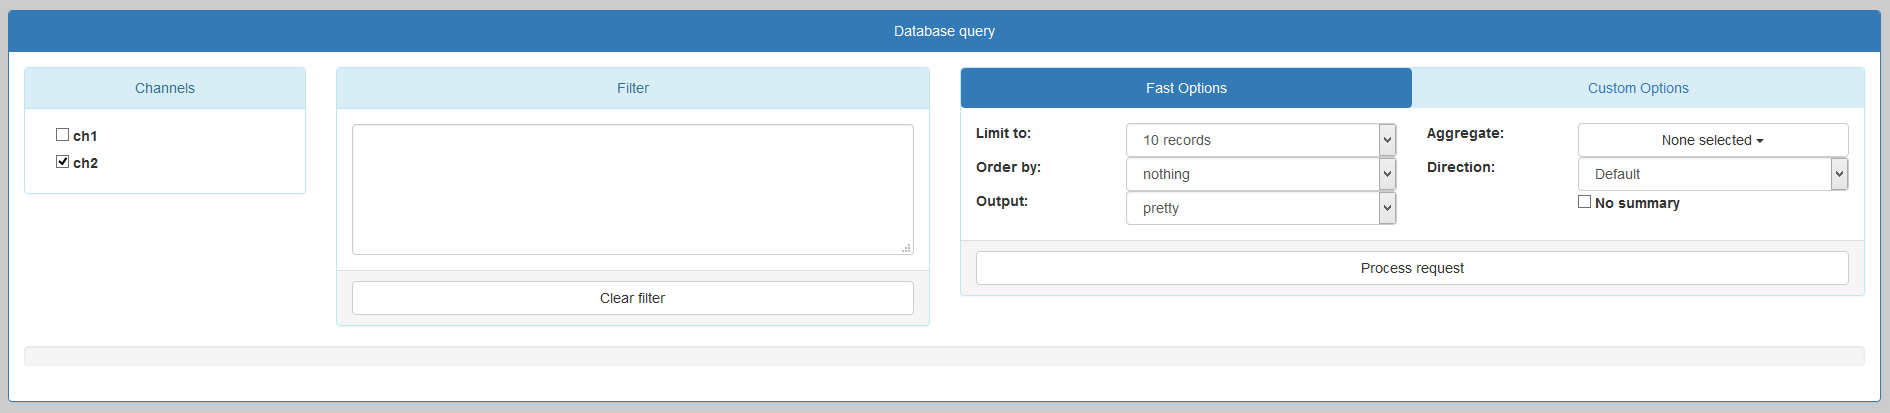 Database query
Channels
ch1
ch2
Filter
Clear filter
Fast Options
Custom Options
Limit to:
10 records
Aggregate:
None selected
Order by:
nothing
Direction:
Default
Output:
pretty
No summary
Process request